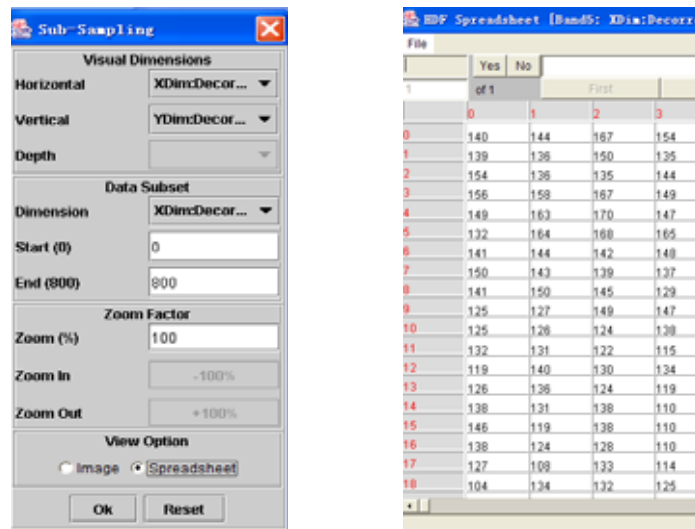 Sub-Sampling
Visual Dimensions
Horizontal XDim:Decor...
Vertical YDim:Decor...
Depth
Data Subset
Dimension XDim:Decor...
Start (0) 0
End (800) 800
Zoom Factor
Zoom (%) 100
Zoom In -100%
Zoom Out +100%
View Option
Image Spreadsheet
Ok Reset
HDF Spreadsheet [Band5: XDim:Decorr
File
Yes No
1 of 1 First
0 1 2 3
0 140 144 167 154
1 139 136 150 135
2 154 136 135 144
3 156 158 167 149
4 149 163 170 147
5 132 164 168 165
6 141 144 142 148
7 150 143 139 137
8 141 150 145 129
9 125 127 149 147
10 125 126 124 138
11 132 131 122 115
12 119 140 130 134
13 126 136 124 119
14 138 131 138 110
15 146 119 138 110
16 138 124 128 110
17 127 108 133 114
18 104 134 132 125